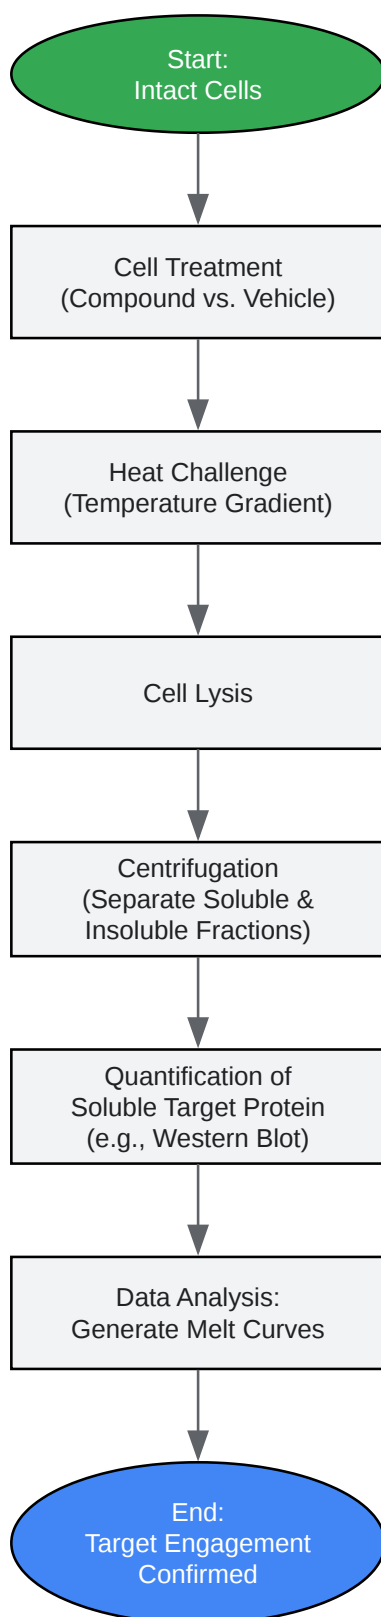 Start:
Intact Cells
Cell Treatment
(Compound vs. Vehicle)
Heat Challenge
(Temperature Gradient)
Cell Lysis
Centrifugation
(Separate Soluble &
Insoluble Fractions)
Quantification of
Soluble Target Protein
(e.g., Western Blot)
Data Analysis:
Generate Melt Curves
End:
Target Engagement
Confirmed